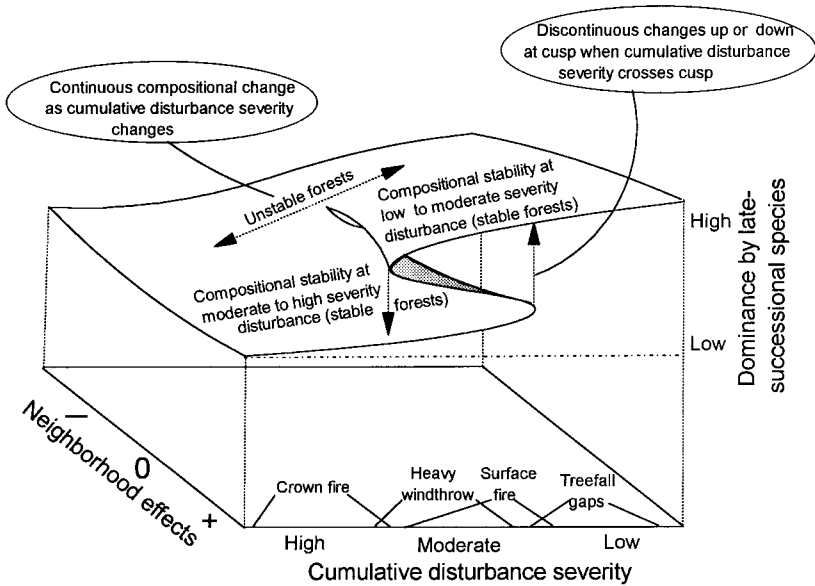 Discontinuous changes up or down
at cusp when cumulative disturbance
severity crosses cusp
Continuous compositional change
as cumulative disturbance severity
changes
Unstable forests
Compositional stability at
low to moderate severity
disturbance (stable forests)
Compositional stability at
moderate to high severity
disturbance (stable forests)
High
Low
Dominance by late-
successional species
−
0
+
Neighborhood effects
Crown fire
Heavy
windthrow
Surface
fire
Treefall
gaps
High
Moderate
Low
Cumulative disturbance severity